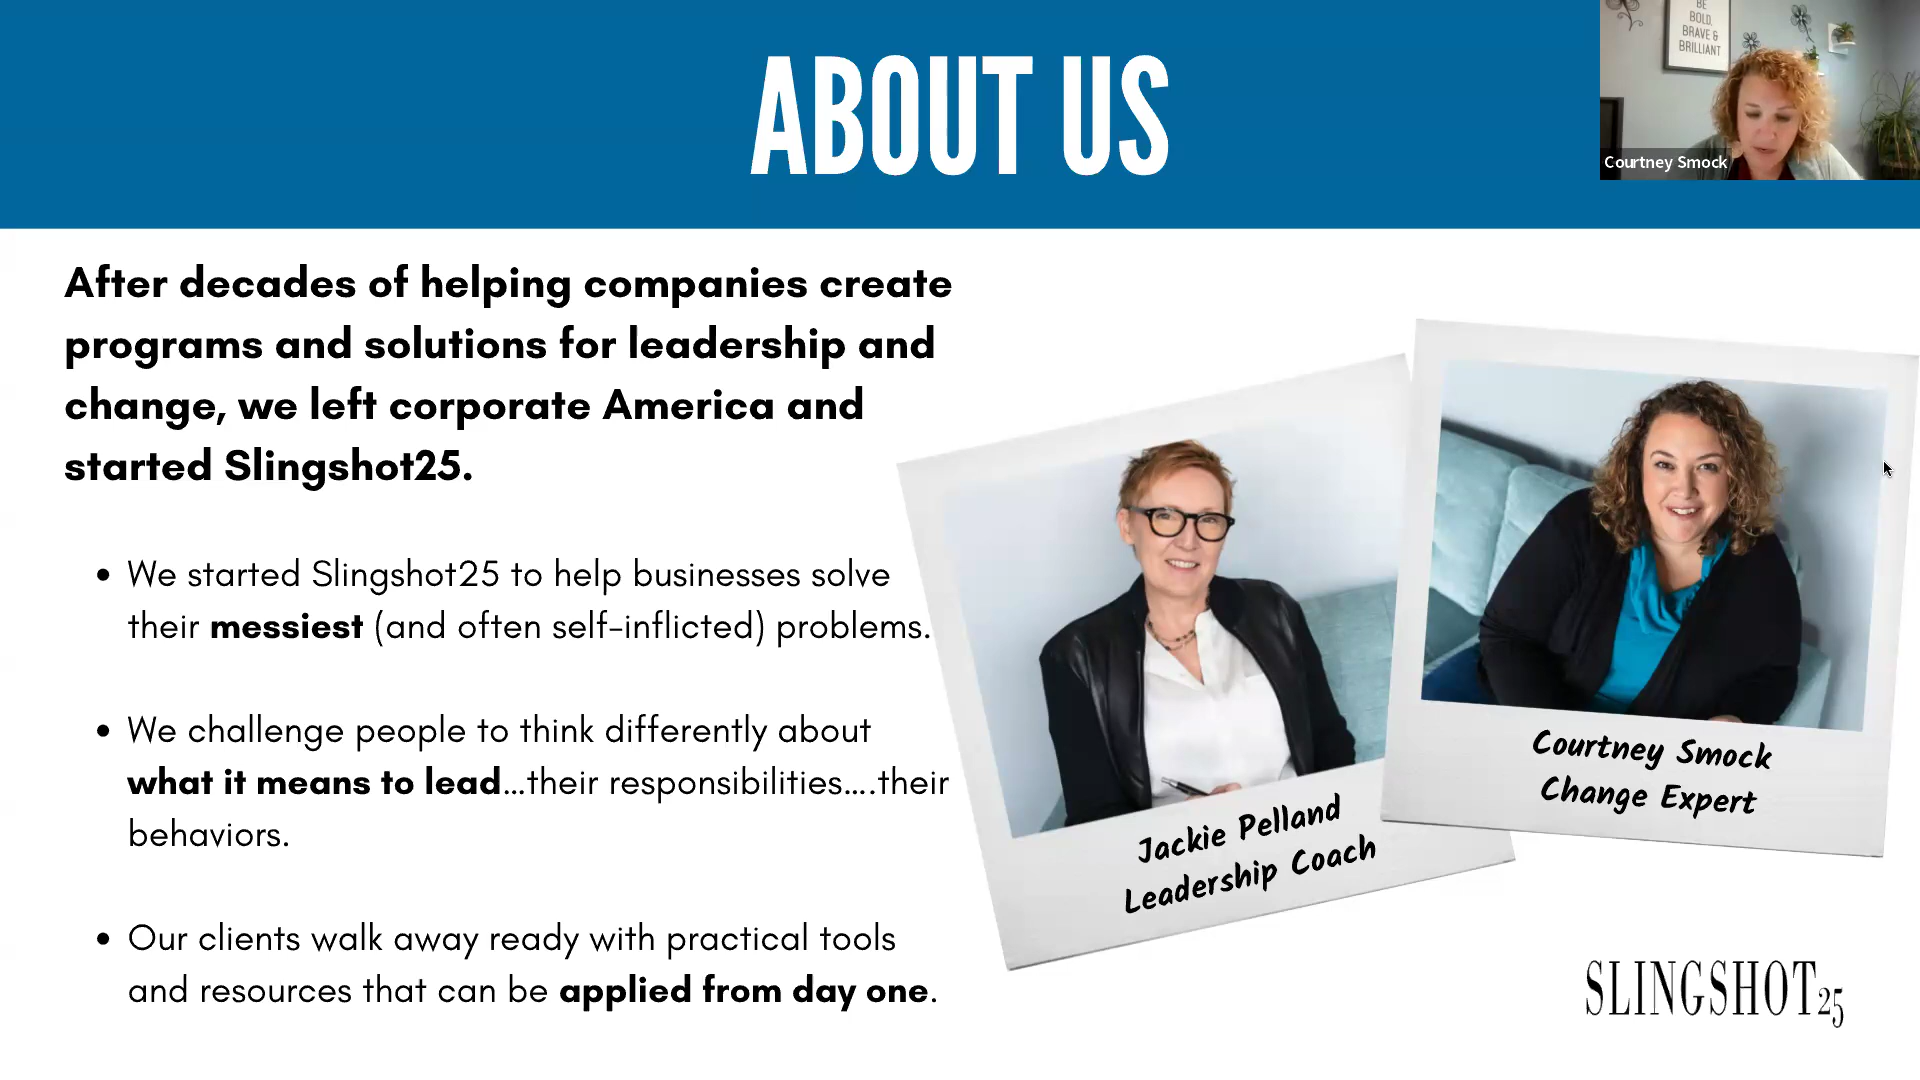 ABOUT US
BE
BOLD,
BRAVE &
BRILLIANT
Courtney Smock
After decades of helping companies create
programs and solutions for leadership and
change, we left corporate America and
started Slingshot25.
• We started Slingshot25 to help businesses solve
their messiest (and often self-inflicted) problems.
• We challenge people to think differently about
what it means to lead...their responsibilities....their
behaviors.
• Our clients walk away ready with practical tools
and resources that can be applied from day one.
Jackie Pelland
Leadership Coach
Courtney Smock
Change Expert
SLINGSHOT25